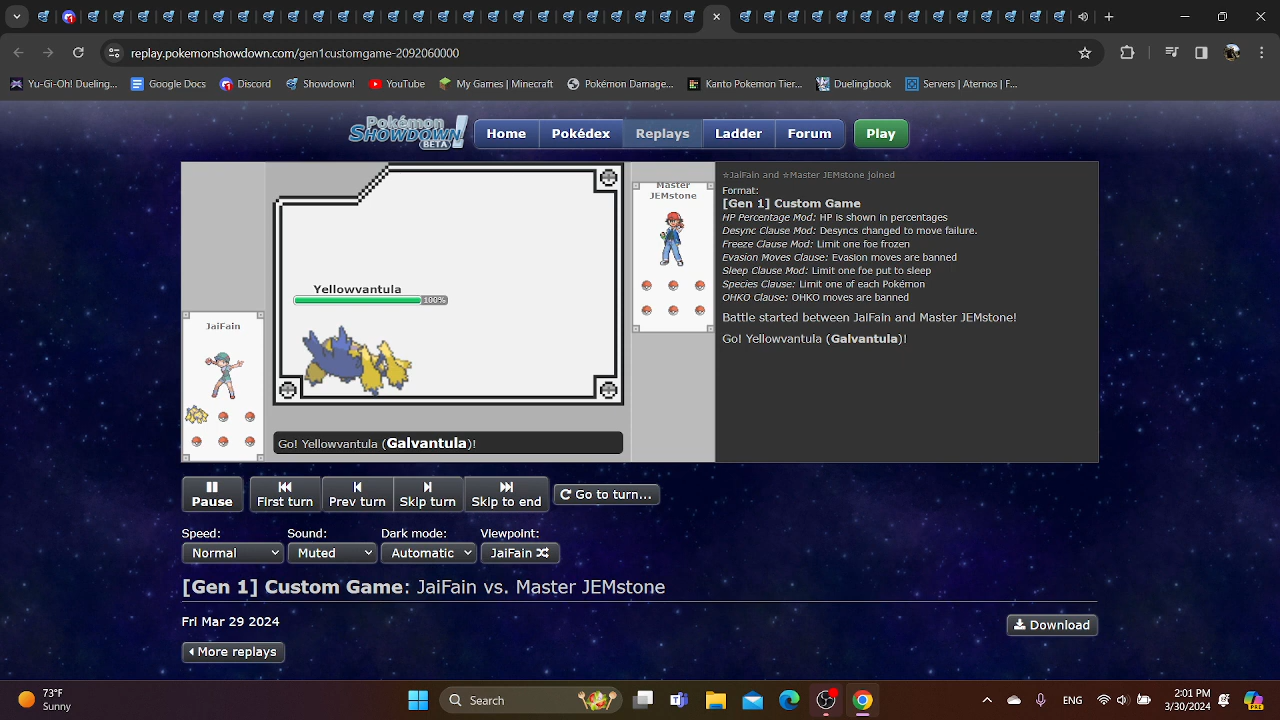 replay.pokemonshowdown.com/gen1customgame-2092060000
Yu-Gi-Oh! Dueling...
Google Docs
Discord
Showdown!
YouTube
My Games | Minecraft
Pokémon Damage...
Kanto Pokemon Tier...
Duelingbook
Servers | Aternos | F...
Pokémon
SHOWDOWN!
BETA
Home
Pokédex
Replays
Ladder
Forum
Play
Yellowvantula
100%
JaiFain
Go! Yellowvantula (Galvantula)!
Master
JEMstone
☆JaiFain and ☆Master JEMstone joined
Format:
[Gen 1] Custom Game
HP Percentage Mod: HP is shown in percentages
Desync Clause Mod: Desyncs changed to move failure.
Freeze Clause Mod: Limit one foe frozen
Evasion Moves Clause: Evasion moves are banned
Sleep Clause Mod: Limit one foe put to sleep
Species Clause: Limit one of each Pokémon
OHKO Clause: OHKO moves are banned
Battle started between JaiFain and Master JEMstone!
Go! Yellowvantula (Galvantula)!
Pause
First turn
Prev turn
Skip turn
Skip to end
Go to turn...
Speed:
Sound:
Dark mode:
Viewpoint:
Normal
Muted
Automatic
JaiFain
[Gen 1] Custom Game: JaiFain vs. Master JEMstone
Fri Mar 29 2024
Download
More replays
73°F
Sunny
Search
ENG
2:01 PM
3/30/2024
PRE